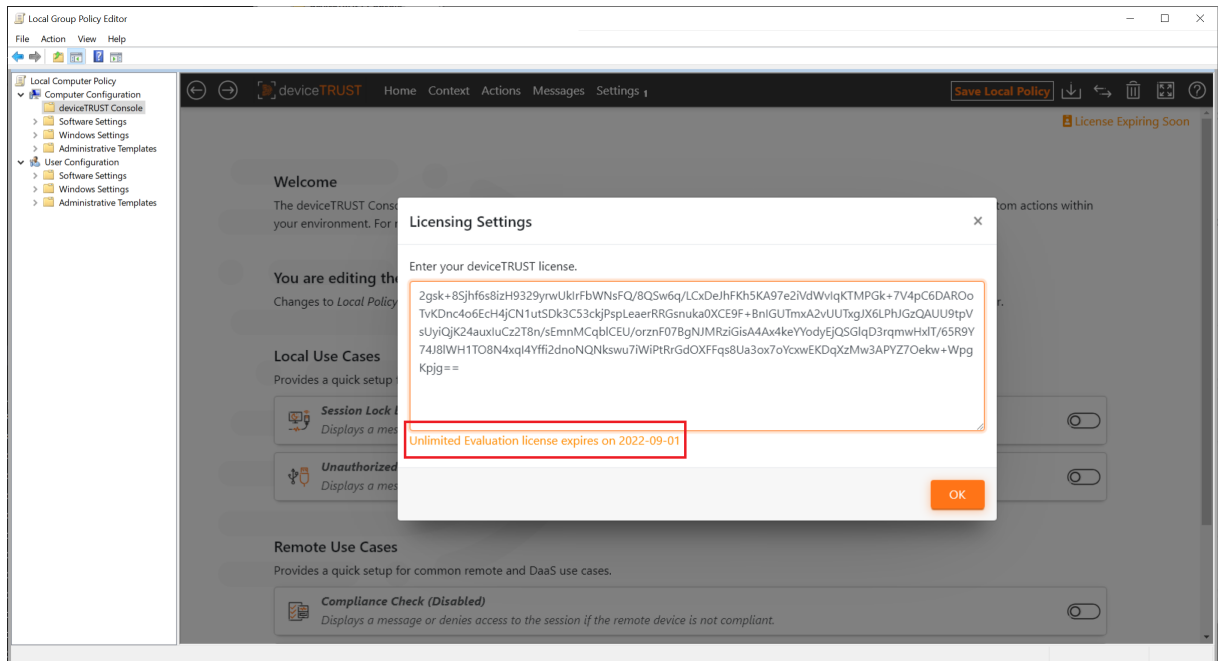 Local Group Policy Editor
File Action View Help
Local Computer Policy
Computer Configuration
deviceTRUST Console
Software Settings
Windows Settings
Administrative Templates
User Configuration
Software Settings
Windows Settings
Administrative Templates
deviceTRUST Home Context Actions Messages Settings 1 Save Local Policy
License Expiring Soon
Welcome
The deviceTRUST Conso tom actions within
your environment. For
You are editing the
Changes to Local Policy r.
Local Use Cases
Provides a quick setup
Session Lock
Displays a mes
Unauthorized
Displays a mes
Licensing Settings
Enter your deviceTRUST license.
2gsk+8Sjhf6s8izH9329yrwUkIrFbWNsFQ/8QSw6q/LCxDeJhFKh5KA97e2iVdWvIqKTMPGk+7V4pC6DAROo
TvKDnc4o6EcH4jCN1utSDk3C53ckjPspLeaerRRGsnuka0XCE9F+BnIGUTmxA2vUUTxgJX6LPhJGzQAUU9tpV
sUyiQjK24auxIuCz2T8n/sEmnMCqblCEU/orznF07BgNJMRziGisA4Ax4keYYodyEjQSGlqD3rqmwHxlT/65R9Y
74J8lWH1TO8N4xqI4Yffi2dnoNQNkswu7iWiPtRrGdOXFFqs8Ua3ox7oYcxwEKDqXzMw3APYZ7Oekw+Wpg
Kpjg==
Unlimited Evaluation license expires on 2022-09-01
OK
Remote Use Cases
Provides a quick setup for common remote and DaaS use cases.
Compliance Check (Disabled)
Displays a message or denies access to the session if the remote device is not compliant.